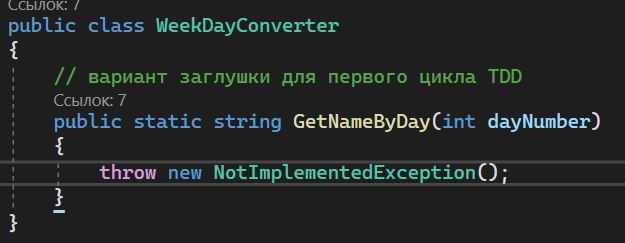 Ссылок: 7
public class WeekDayConverter
{
// вариант заглушки для первого цикла TDD
Ссылок: 7
public static string GetNameByDay(int dayNumber)
{
throw new NotImplementedException();
}
}